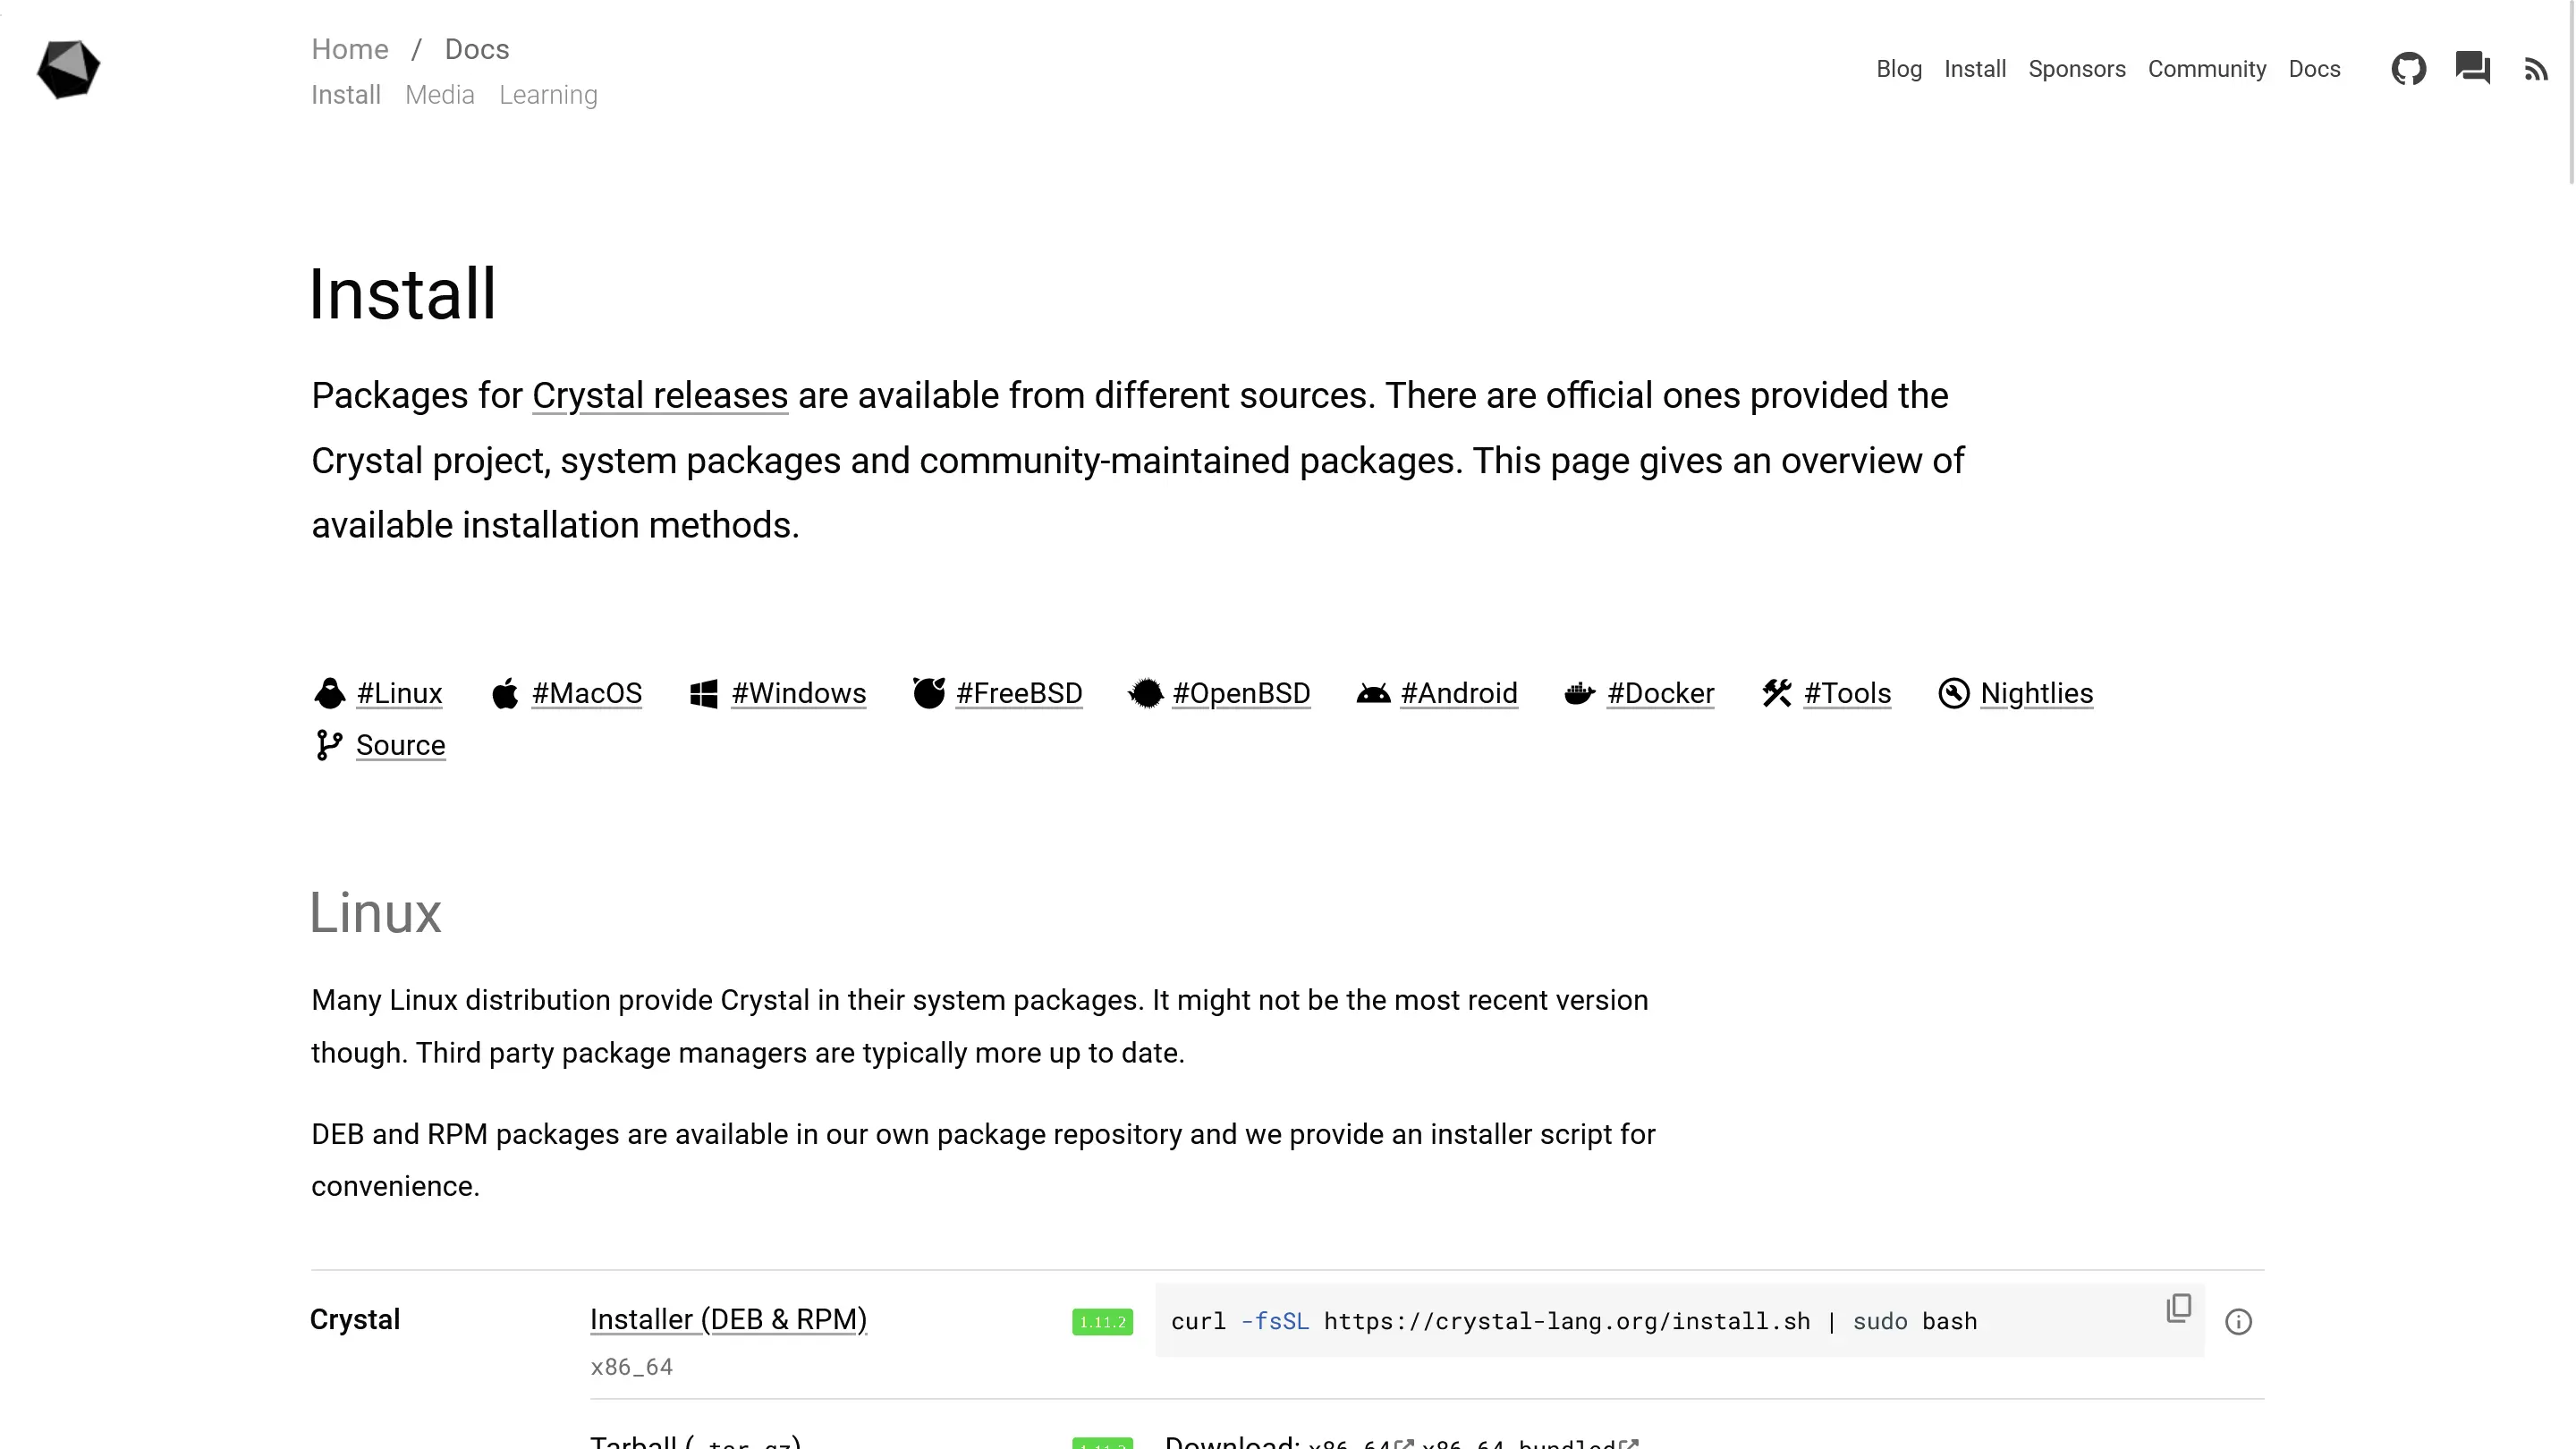 Home / Docs
Install Media Learning
Blog Install Sponsors Community Docs
Install
Packages for Crystal releases are available from different sources. There are official ones provided the
Crystal project, system packages and community-maintained packages. This page gives an overview of
available installation methods.
#Linux #MacOS #Windows #FreeBSD #OpenBSD #Android #Docker #Tools Nightlies
Source
Linux
Many Linux distribution provide Crystal in their system packages. It might not be the most recent version
though. Third party package managers are typically more up to date.
DEB and RPM packages are available in our own package repository and we provide an installer script for
convenience.
Crystal Installer (DEB & RPM) 1.11.2 curl -fsSL https://crystal-lang.org/install.sh | sudo bash
x86_64
Tarball (.tar.gz) 1.11.2 Download: x86_64 x86_64 bundled